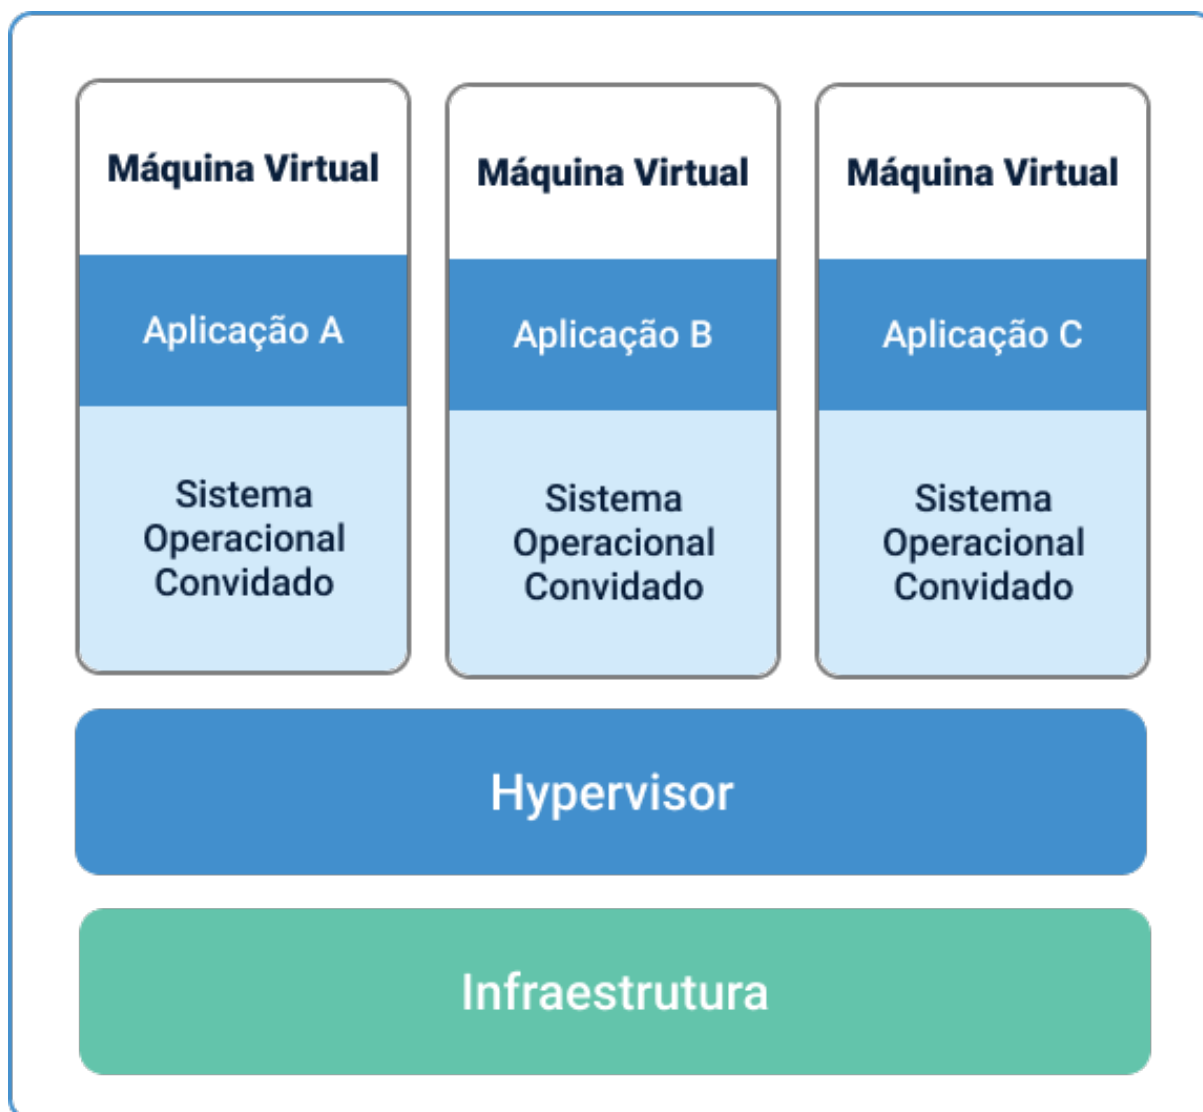 Máquina Virtual
Aplicação A
Sistema
Operacional
Convidado
Máquina Virtual
Aplicação B
Sistema
Operacional
Convidado
Máquina Virtual
Aplicação C
Sistema
Operacional
Convidado
Hypervisor
Infraestrutura